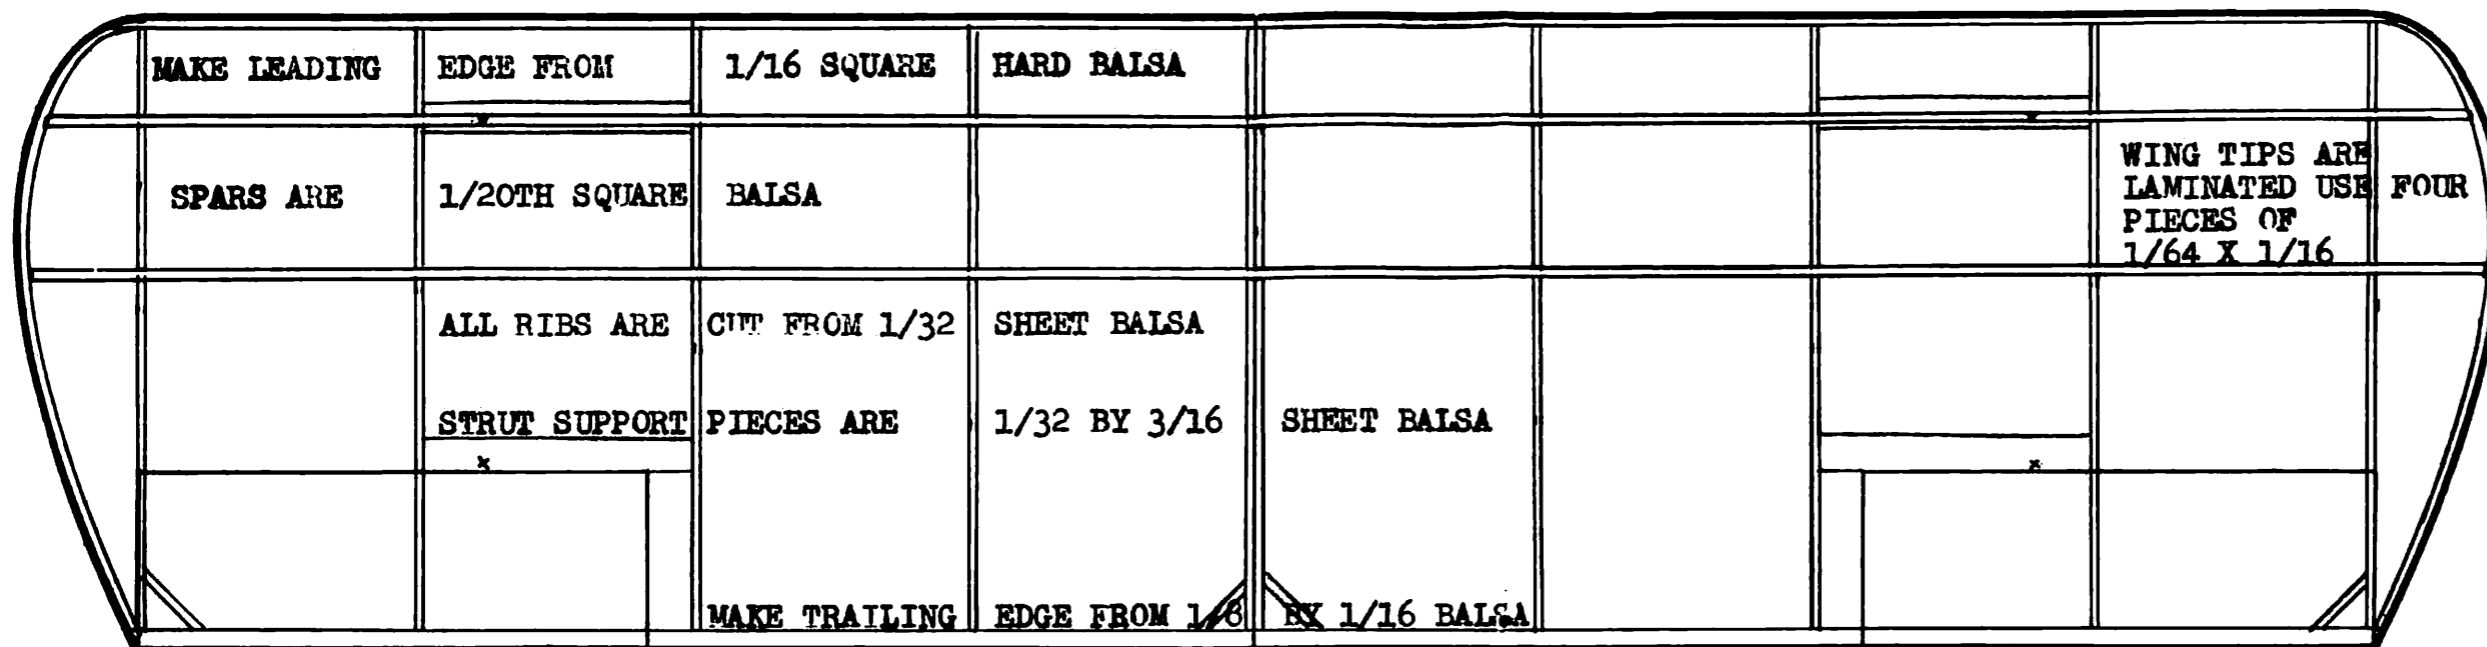 MAKE LEADING EDGE FROM 1/16 SQUARE HARD BALSA
x x
SPARS ARE 1/20TH SQUARE BALSA
WING TIPS ARE
LAMINATED USE FOUR
PIECES OF
1/64 X 1/16
ALL RIBS ARE CUT FROM 1/32 SHEET BALSA
STRUT SUPPORT PIECES ARE 1/32 BY 3/16 SHEET BALSA
x x
MAKE TRAILING EDGE FROM 1/8 BY 1/16 BALSA